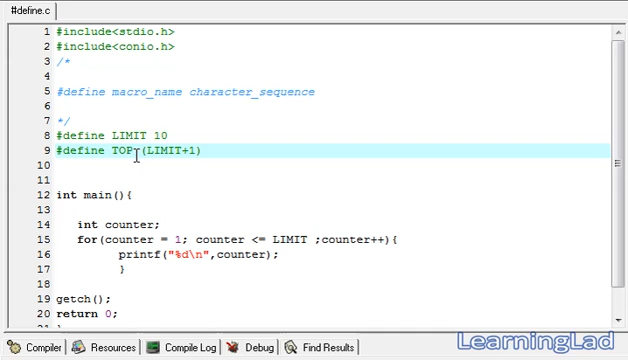 #define.c
1 #include<stdio.h>
2 #include<conio.h>
3 /*
4
5 #define macro_name character_sequence
6
7 */
8 #define LIMIT 10
9 #define TOP (LIMIT+1)
10
11
12 int main(){
13
14 int counter;
15 for(counter = 1; counter <= LIMIT ;counter++){
16 printf("%d\n",counter);
17 }
18
19 getch();
20 return 0;
21 }
LearningLad
Compiler Resources Compile Log Debug Find Results